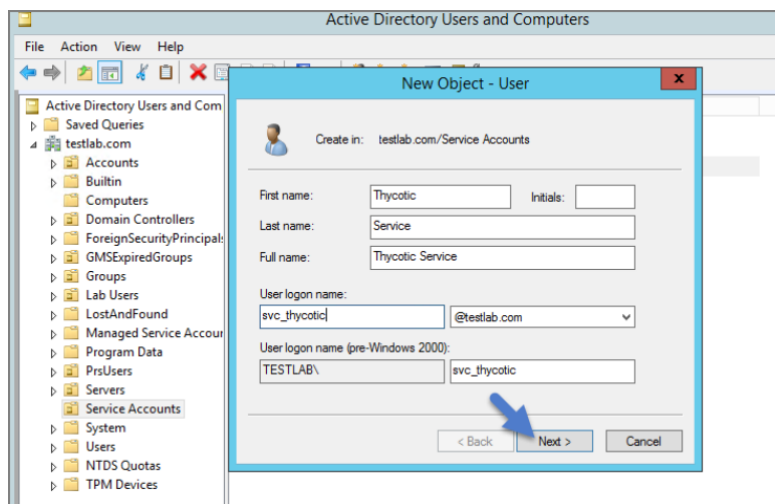 Active Directory Users and Computers
File Action View Help
Active Directory Users and Com
Saved Queries
testlab.com
Accounts
Builtin
Computers
Domain Controllers
ForeignSecurityPrincipals
GMSExpiredGroups
Groups
Lab Users
LostAndFound
Managed Service Accour
Program Data
PrsUsers
Servers
Service Accounts
System
Users
NTDS Quotas
TPM Devices
New Object - User
x
Create in: testlab.com/Service Accounts
First name: Thycotic Initials:
Last name: Service
Full name: Thycotic Service
User logon name:
svc_thycotic @testlab.com
User logon name (pre-Windows 2000):
TESTLAB\ svc_thycotic
< Back Next > Cancel